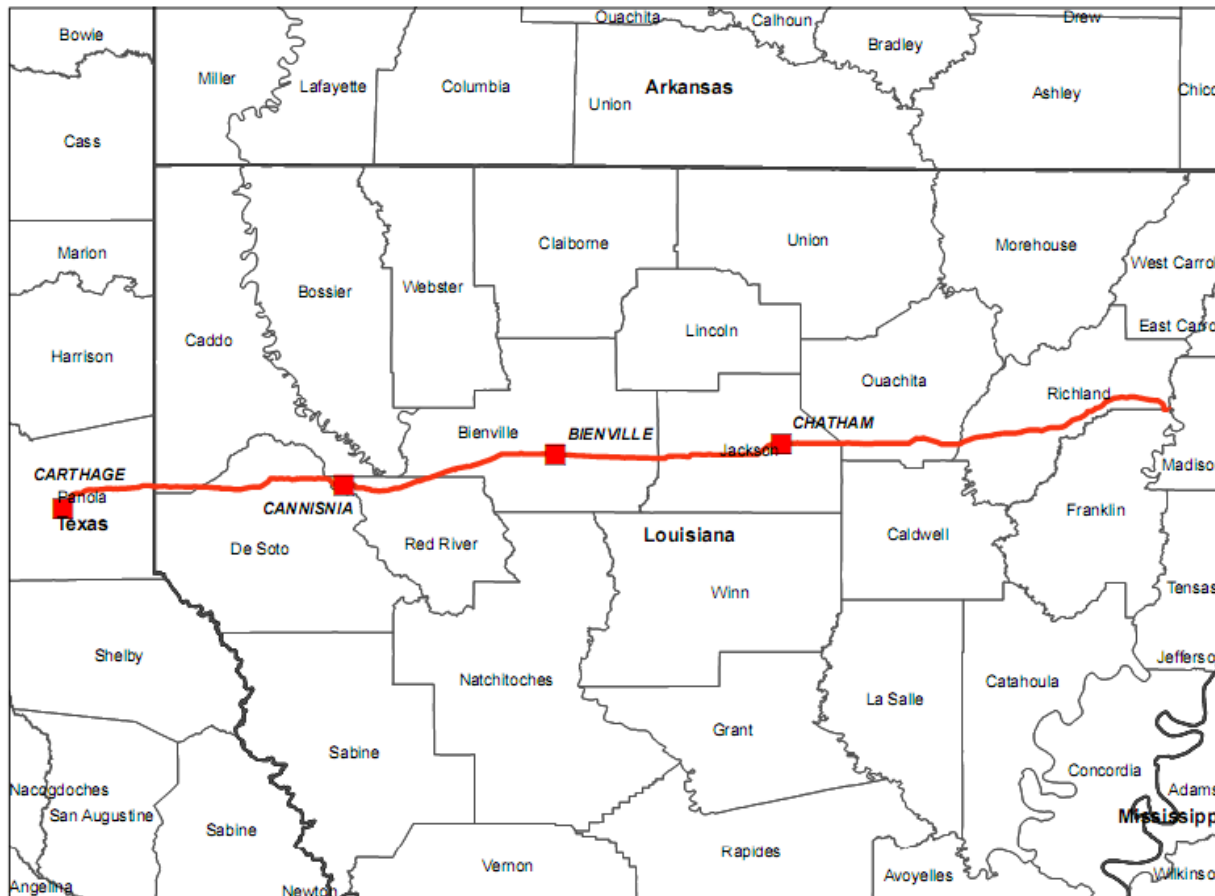 Bowie
Miller
Lafayette
Columbia
Ouachita
Calhoun
Union
Arkansas
Bradley
Drew
Ashley
Chico
Cass
Marion
Harrison
Caddo
Bossier
Webster
Claiborne
Union
Lincoln
Morehouse
West Carrol
East Carro
Ouachita
Richland
Madiso
CARTHAGE
Panola
Texas
CANNISNIA
De Soto
Red River
Bienville
BIENVILLE
CHATHAM
Jackson
Louisiana
Caldwell
Franklin
Tensas
Winn
Shelby
Natchitoches
Grant
La Salle
Catahoula
Jefferso
Sabine
Nacogdoches
San Augustine
Sabine
Concordia
Adams
Mississipp
Rapides
Vernon
Avoyelles
Wilkinso
Angelina
Newton